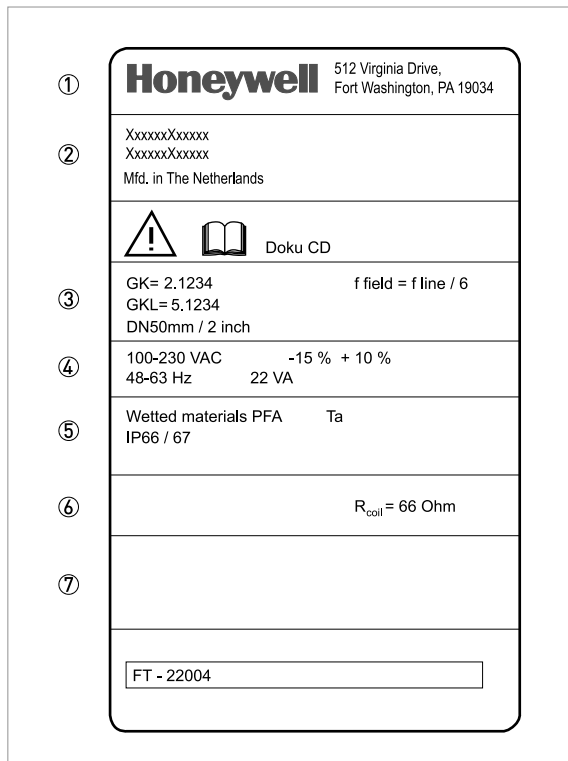 ① Honeywell 512 Virginia Drive,
Fort Washington, PA 19034
② XxxxxxXxxxxx
XxxxxxXxxxxx
Mfd. in The Netherlands
Doku CD
③ GK= 2.1234 f field = f line / 6
GKL= 5.1234
DN50mm / 2 inch
④ 100-230 VAC -15 % + 10 %
48-63 Hz 22 VA
⑤ Wetted materials PFA Ta
IP66 / 67
⑥ Rcoil = 66 Ohm
⑦
FT - 22004